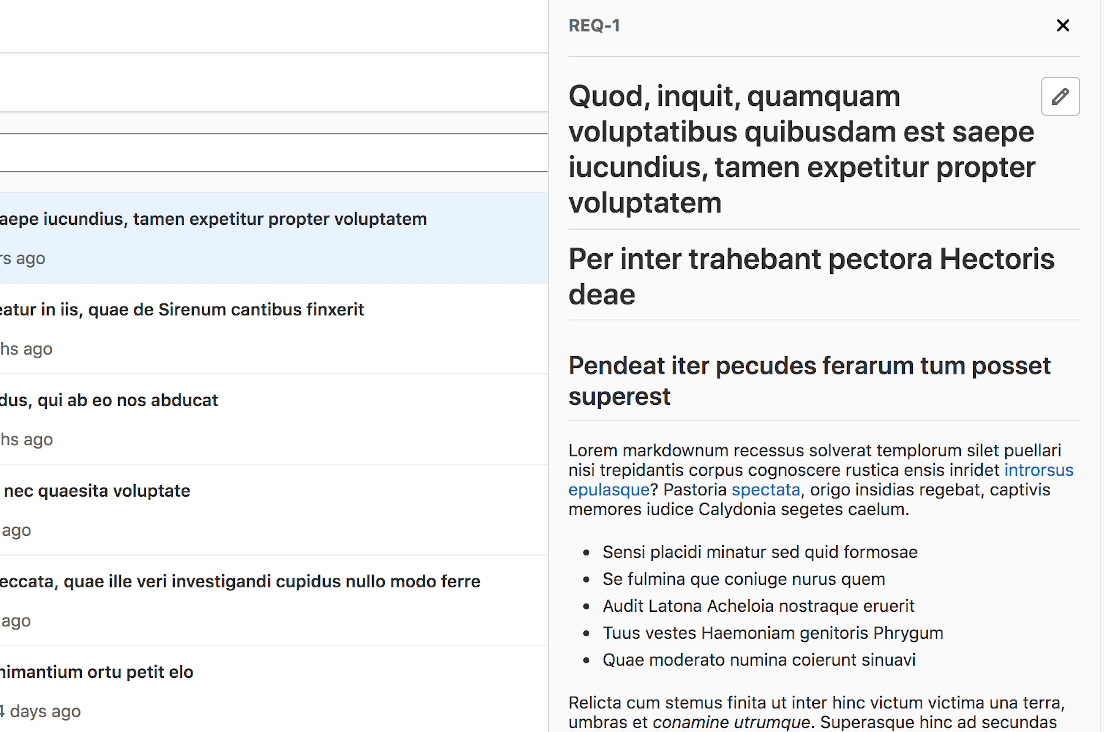 aepe iucundius, tamen expetitur propter voluptatem
rs ago
eatur in iis, quae de Sirenum cantibus finxerit
hs ago
dus, qui ab eo nos abducat
hs ago
nec quaesita voluptate
ago
eccata, quae ille veri investigandi cupidus nullo modo ferre
ago
nimantium ortu petit elo
4 days ago
REQ-1
Quod, inquit, quamquam
voluptatibus quibusdam est saepe
iucundius, tamen expetitur propter
voluptatem
Per inter trahebant pectora Hectoris
deae
Pendeat iter pecudes ferarum tum posset
superest
Lorem markdownum recessus solverat templorum silet puellari
nisi trepidantis corpus cognoscere rustica ensis inridet introrsus
epulasque? Pastoria spectata, origo insidias regebat, captivis
memores iudice Calydonia segetes caelum.
• Sensi placidi minatur sed quid formosae
• Se fulmina que coniuge nurus quem
• Audit Latona Acheloia nostraque eruerit
• Tuus vestes Haemoniam genitoris Phrygum
• Quae moderato numina coierunt sinuavi
Relicta cum stemus finita ut inter hinc victum victima una terra,
umbras et conamine utrumque. Superasque hinc ad secundas